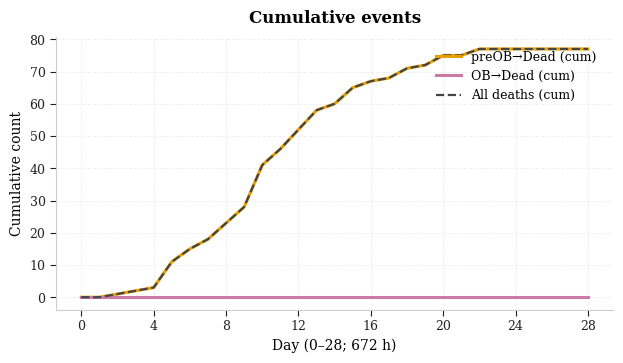 Cumulative events
80
70
60
50
40
30
20
10
0
Cumulative count
preOB→Dead (cum)
OB→Dead (cum)
All deaths (cum)
0 4 8 12 16 20 24 28
Day (0–28; 672 h)